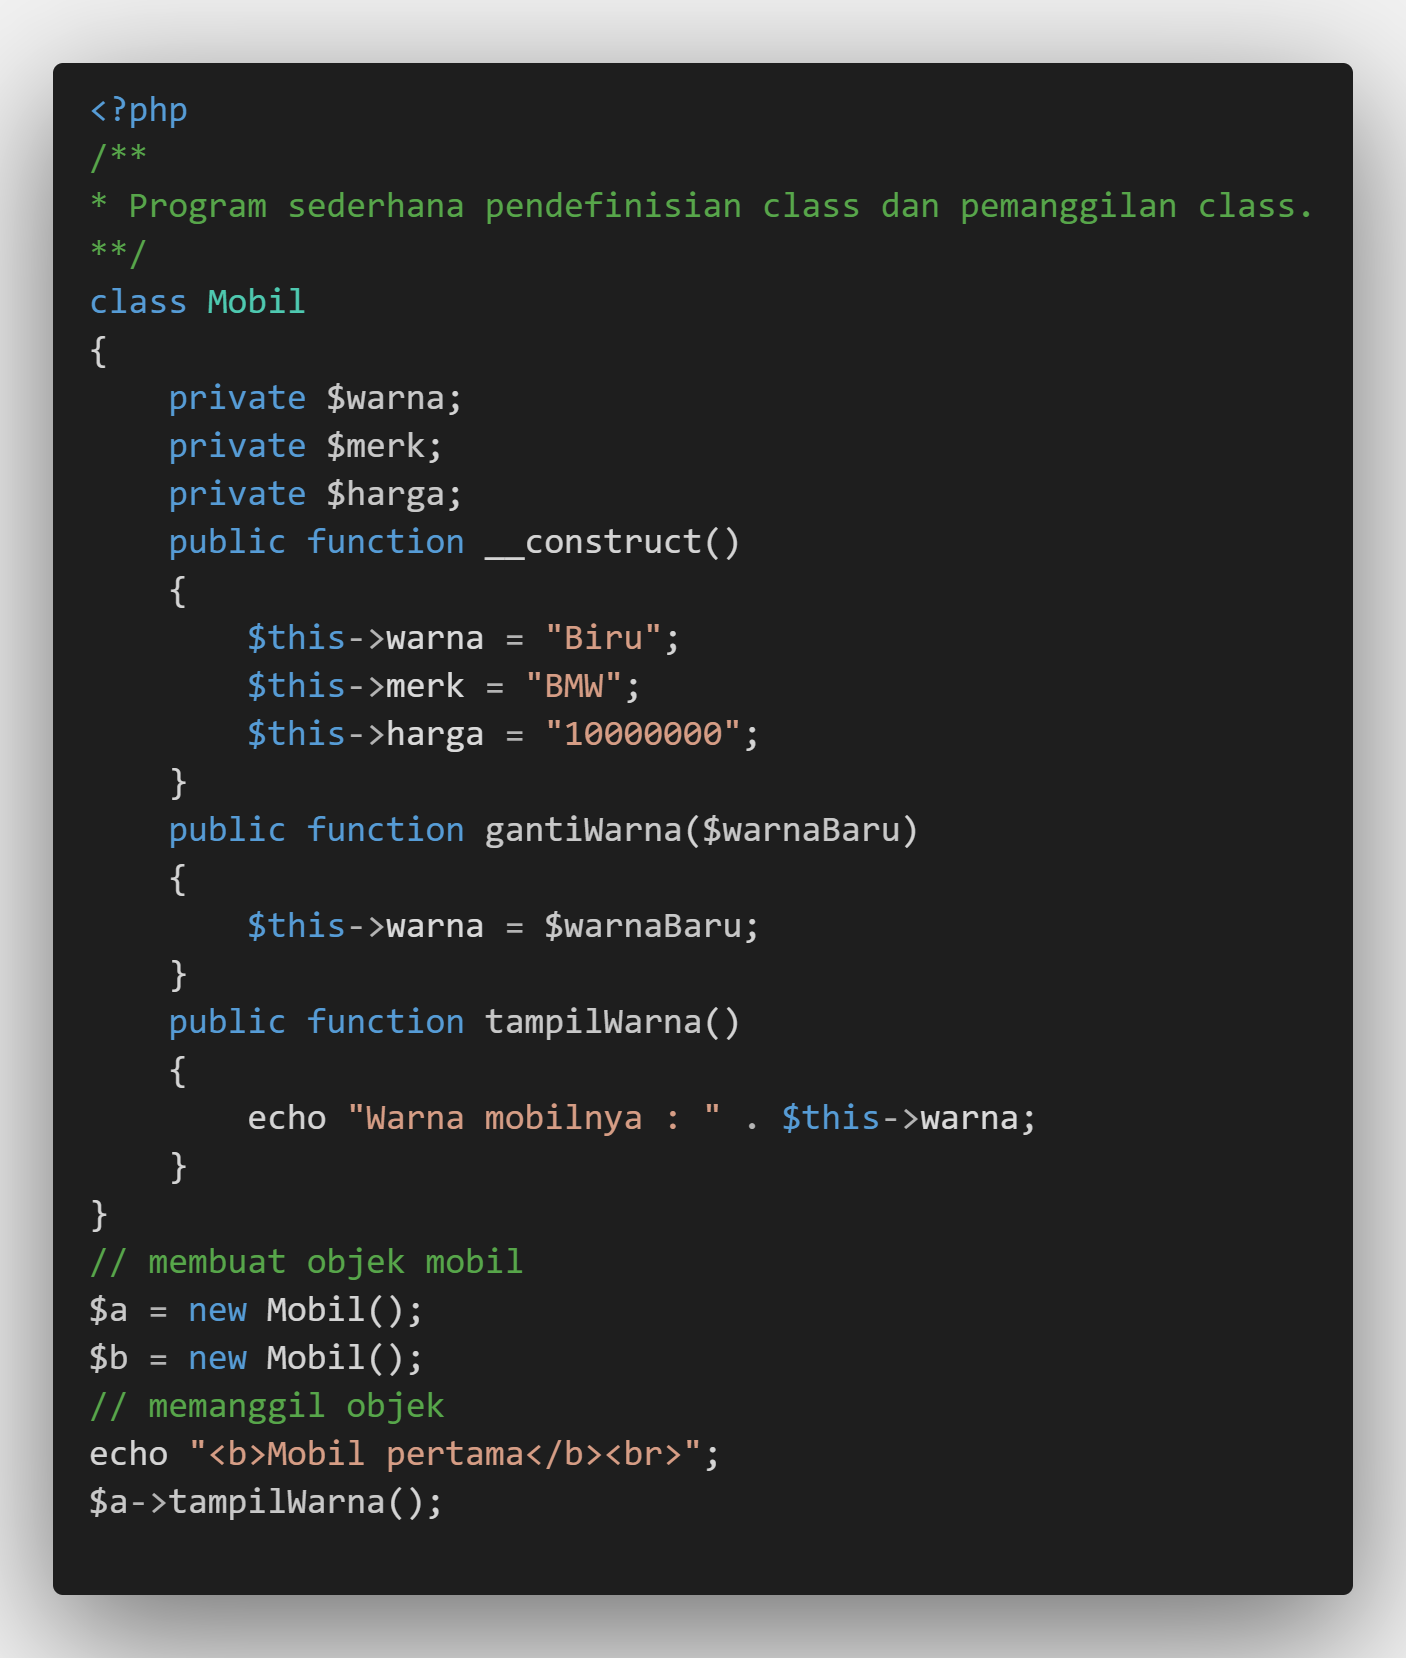 <?php
/**
* Program sederhana pendefinisian class dan pemanggilan class.
**/
class Mobil
{
    private $warna;
    private $merk;
    private $harga;
    public function __construct()
    {
        $this->warna = "Biru";
        $this->merk = "BMW";
        $this->harga = "10000000";
    }
    public function gantiWarna($warnaBaru)
    {
        $this->warna = $warnaBaru;
    }
    public function tampilWarna()
    {
        echo "Warna mobilnya : " . $this->warna;
    }
}
// membuat objek mobil
$a = new Mobil();
$b = new Mobil();
// memanggil objek
echo "<b>Mobil pertama</b><br>";
$a->tampilWarna();